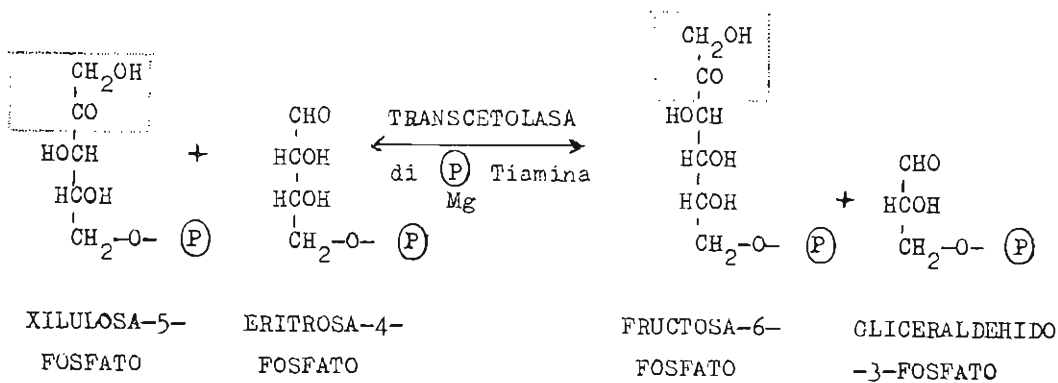 CH2OH
CO
HOCH
HCOH
CH2-O- P
+
CHO
HCOH
HCOH
CH2-O- P
TRANSCETOLASA
di P Tiamina
Mg
CH2OH
CO
HOCH
HCOH
HCOH
CH2-O- P
+
CHO
HCOH
CH2-O- P
XILULOSA-5-
FOSFATO
ERITROSA-4-
FOSFATO
FRUCTOSA-6-
FOSFATO
GLICERALDEHIDO
-3-FOSFATO